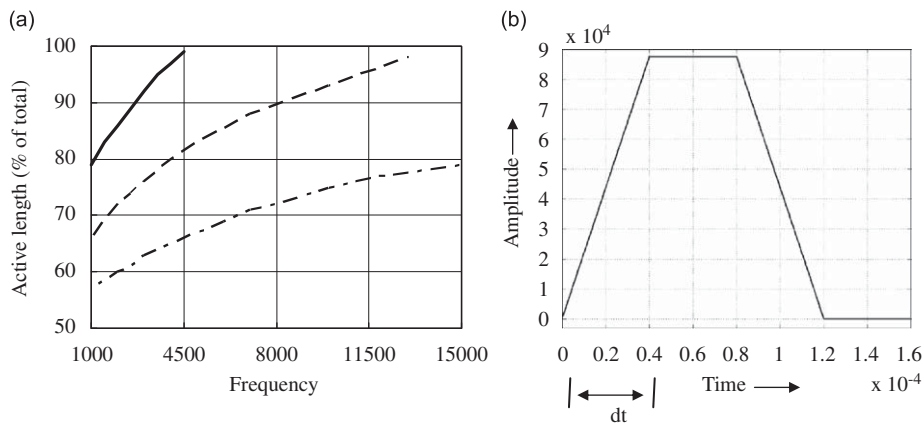 (a)
100
90
80
70
60
50
Active length (% of total)
1000 4500 8000 11500 15000
Frequency
(b)
x 10^4
9
8
7
6
5
4
3
2
1
0
Amplitude
0 0.2 0.4 0.6 0.8 1 1.2 1.4 1.6
Time
x 10^-4
dt